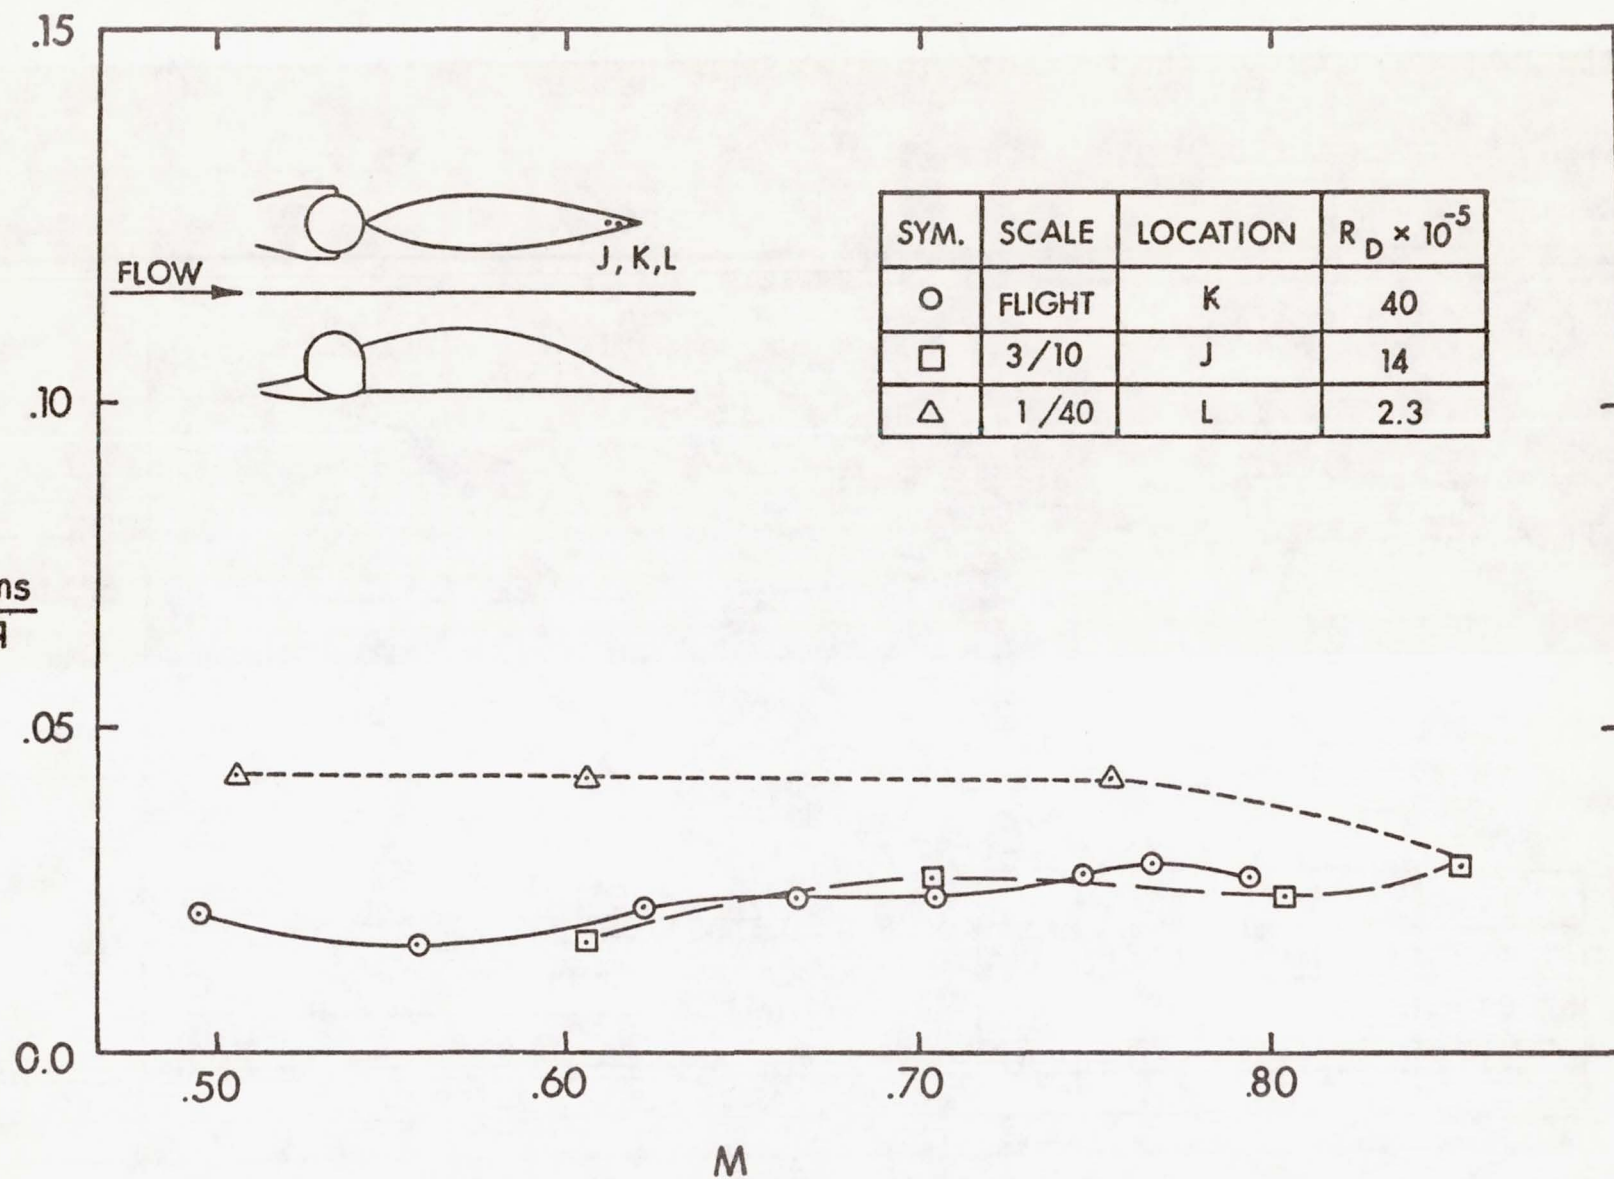 .15
J, K, L
FLOW
SYM. SCALE LOCATION R_D × 10^-5
FLIGHT K 40
3/10 J 14
1/40 L 2.3
.10
ms
.05
0.0
.50 .60 .70 .80
M